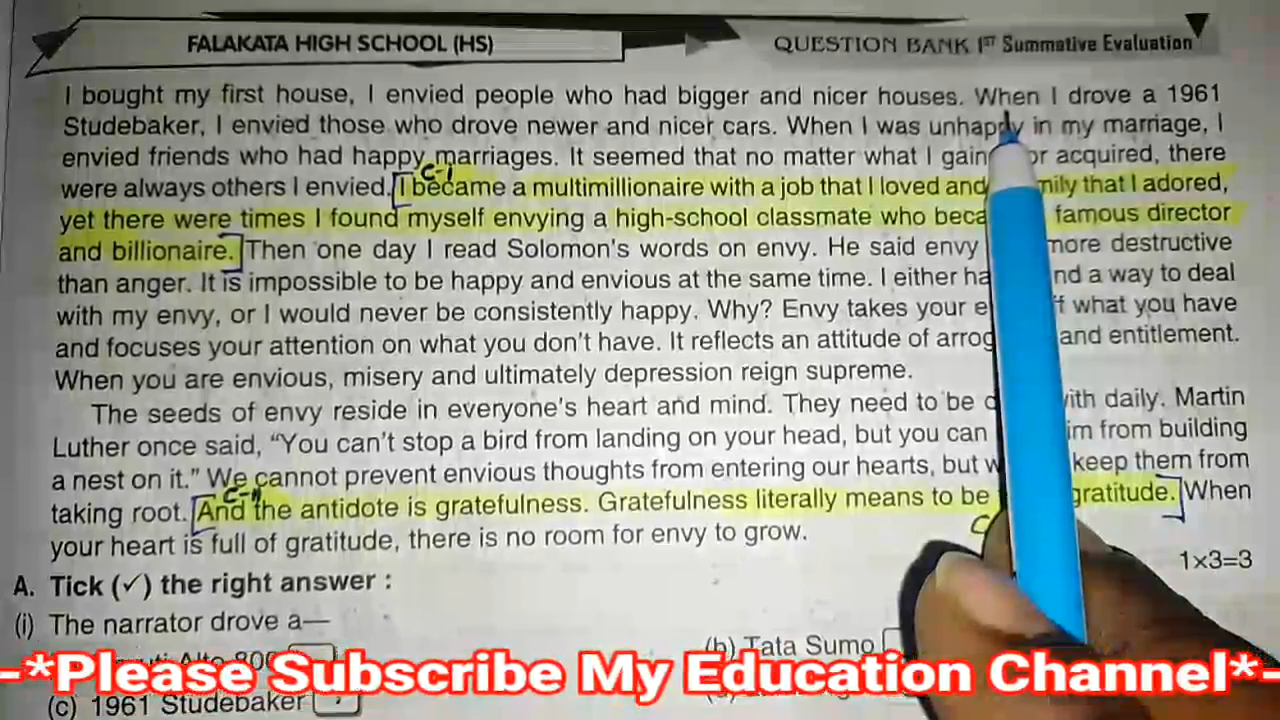 FALAKATA HIGH SCHOOL (HS)
QUESTION BANK 1ST Summative Evaluation
I bought my first house, I envied people who had bigger and nicer houses. When I drove a 1961
Studebaker, I envied those who drove newer and nicer cars. When I was unhappy in my marriage, I
envied friends who had happy marriages. It seemed that no matter what I gain or acquired, there
C-1
were always others I envied. I became a multimillionaire with a job that I loved and mily that I adored,
yet there were times I found myself envying a high-school classmate who beca famous director
and billionaire. Then one day I read Solomon's words on envy. He said envy more destructive
than anger. It is impossible to be happy and envious at the same time. I either ha nd a way to deal
with my envy, or I would never be consistently happy. Why? Envy takes your e what you have
and focuses your attention on what you don't have. It reflects an attitude of arrog and entitlement.
When you are envious, misery and ultimately depression reign supreme.
The seeds of envy reside in everyone's heart and mind. They need to be with daily. Martin
Luther once said, “You can't stop a bird from landing on your head, but you can im from building
a nest on it.” We cannot prevent envious thoughts from entering our hearts, but keep them from
taking root. And the antidote is gratefulness. Gratefulness literally means to be gratitude. When
your heart is full of gratitude, there is no room for envy to grow.
A. Tick (✓) the right answer :
1×3=3
(i) The narrator drove a—
Alto 800
(b) Tata Sumo
-*Please Subscribe My Education Channel*-
(c) 1961 Studebaker